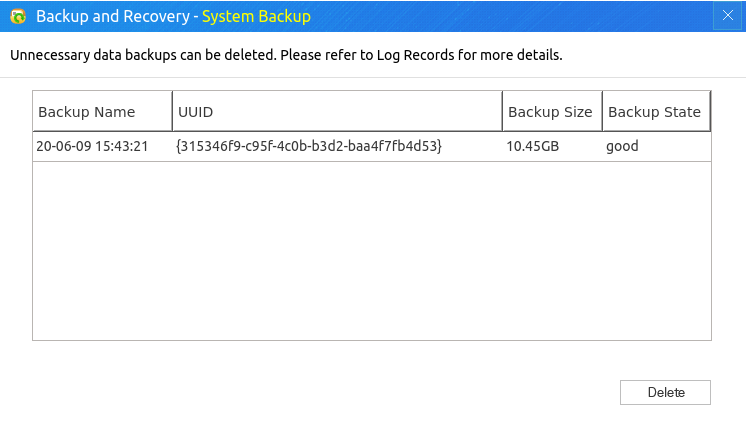 Backup and Recovery - System Backup
Unnecessary data backups can be deleted. Please refer to Log Records for more details.
Backup Name UUID Backup Size Backup State
20-06-09 15:43:21 {315346f9-c95f-4c0b-b3d2-baa4f7fb4d53} 10.45GB good
Delete